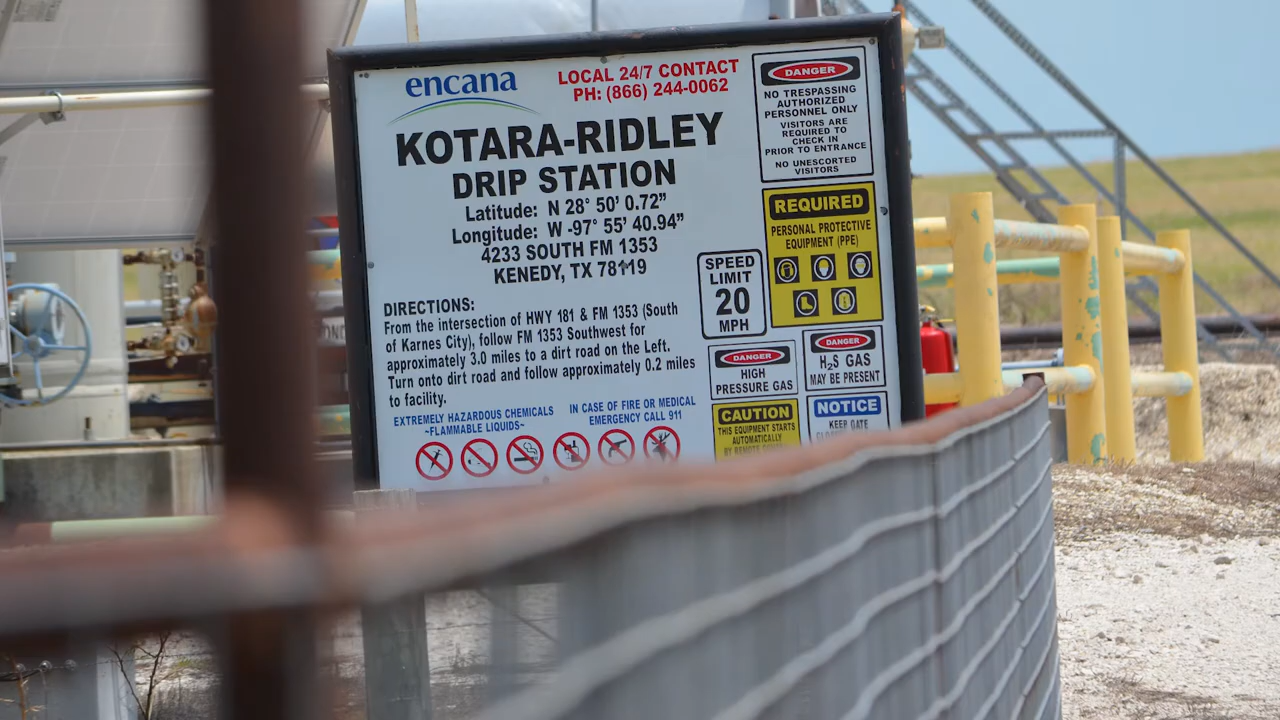 encana
LOCAL 24/7 CONTACT
PH: (866) 244-0062
KOTARA-RIDLEY
DRIP STATION
Latitude: N 28° 50' 0.72"
Longitude: W -97° 55' 40.94"
4233 SOUTH FM 1353
KENEDY, TX 78119
DIRECTIONS:
From the intersection of HWY 181 & FM 1353 (South
of Karnes City), follow FM 1353 Southwest for
approximately 3.0 miles to a dirt road on the Left.
Turn onto dirt road and follow approximately 0.2 miles
to facility.
EXTREMELY HAZARDOUS CHEMICALS
~FLAMMABLE LIQUIDS~
IN CASE OF FIRE OR MEDICAL
EMERGENCY CALL 911
DANGER
NO TRESPASSING
AUTHORIZED
PERSONNEL ONLY
VISITORS ARE
REQUIRED TO
CHECK IN
PRIOR TO ENTRANCE
NO UNESCORTED
VISITORS
REQUIRED
PERSONAL PROTECTIVE
EQUIPMENT (PPE)
SPEED
LIMIT
20
MPH
DANGER
HIGH
PRESSURE GAS
DANGER
H₂S GAS
MAY BE PRESENT
CAUTION
THIS EQUIPMENT STARTS
AUTOMATICALLY
BY REMOTE
NOTICE
KEEP GATE